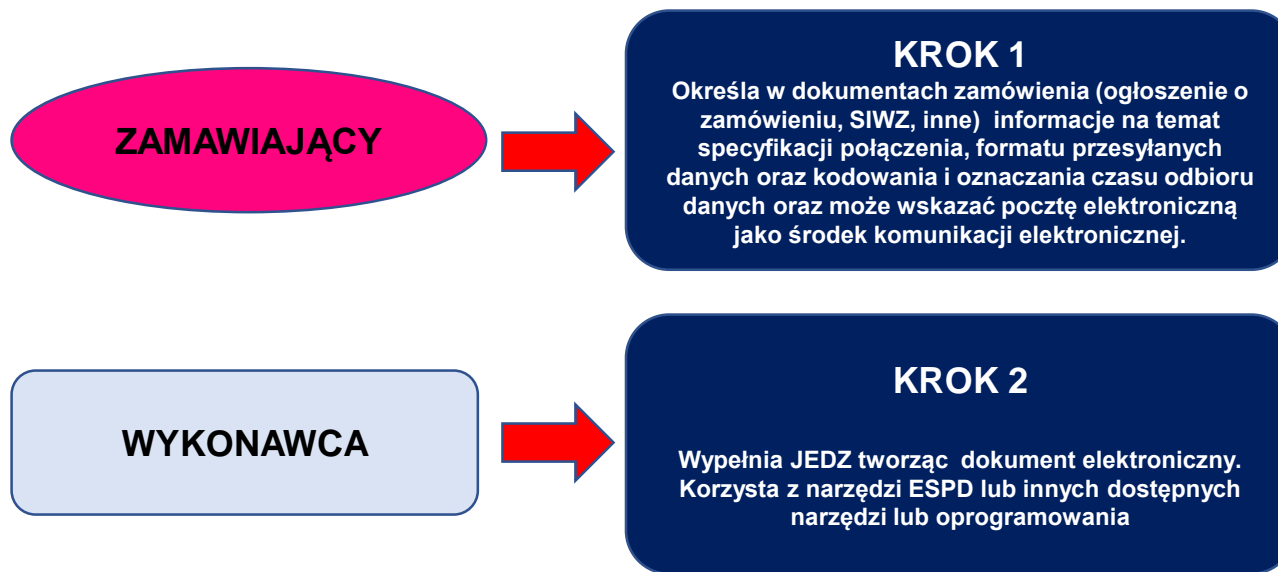 ZAMAWIAJĄCY
KROK 1
Określa w dokumentach zamówienia (ogłoszenie o
zamówieniu, SIWZ, inne) informacje na temat
specyfikacji połączenia, formatu przesyłanych
danych oraz kodowania i oznaczania czasu odbioru
danych oraz może wskazać pocztę elektroniczną
jako środek komunikacji elektronicznej.
WYKONAWCA
KROK 2
Wypełnia JEDZ tworząc dokument elektroniczny.
Korzysta z narzędzi ESPD lub innych dostępnych
narzędzi lub oprogramowania